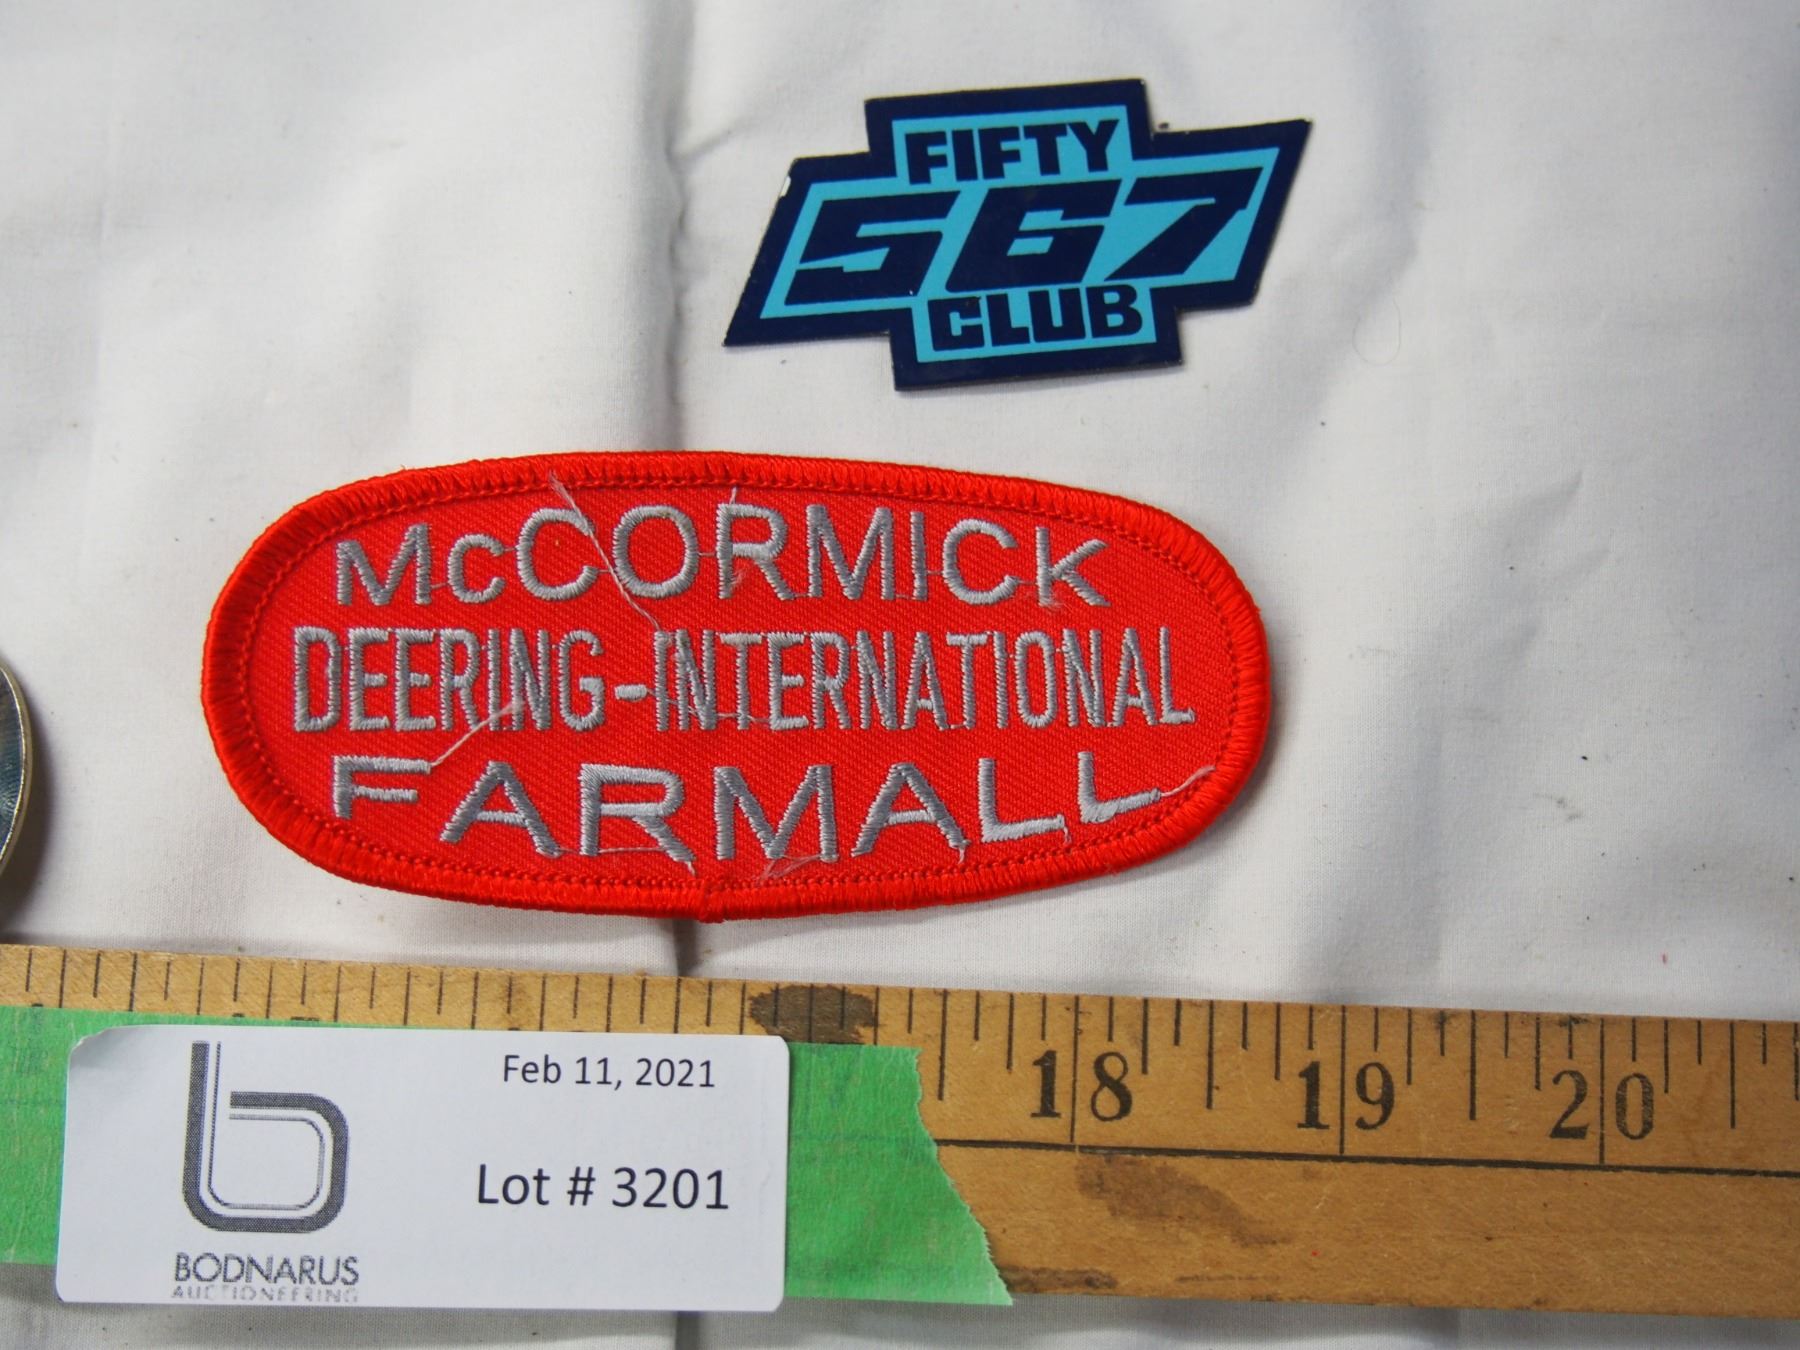 FIFTY
567
CLUB
McCORMICK
DEERING-INTERNATIONAL
FARMALL
18 19 20
Feb 11, 2021
Lot # 3201
BODNARUS
AUCTIONEERING